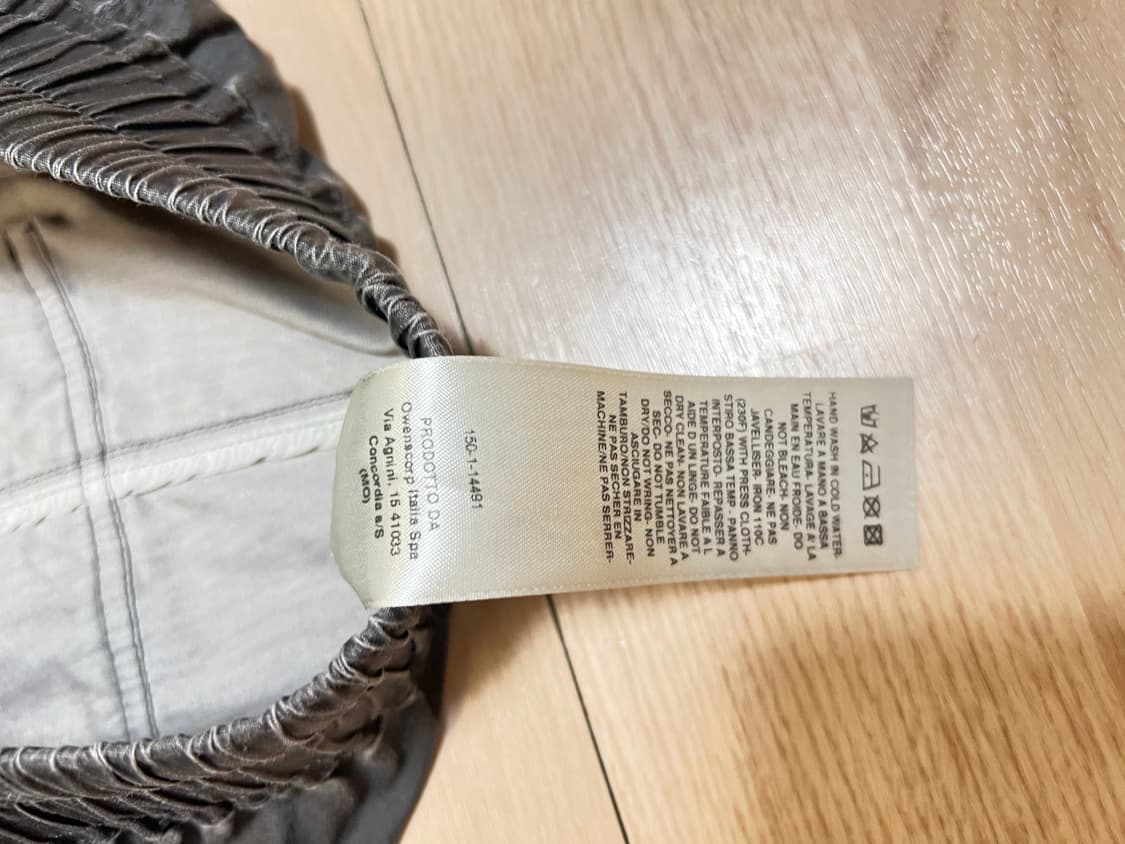 HAND WASH IN COLD WATER-
LAVARE A MANO A BASSA
TEMPERATURA- LAVAGE A LA
MAIN EN EAU FROIDE- DO
NOT BLEACH- NON
CANDEGGIARE- NE PAS
JAVELLISER- IRON 110C
(230F) WITH PRESS CLOTH-
STIRO BASSA TEMP - PANNO
INTERPOSTO- REPASSER A
TEMPERATURE FAIBLE A L
AIDE D UN LINGE- DO NOT
DRY CLEAN- NON LAVARE A
SECCO- NE PAS NETTOYER A
SEC- DO NOT TUMBLE
DRY/DO NOT WRING- NON
ASCIUGARE IN
TAMBURO/NON STRIZZARE-
NE PAS SECHER EN
MACHINE/NE PAS SERRER-
150-1-14491
PRODOTTO DA
Owenscorp Italia Spa
Via Agnini, 15 41033
Concordia s/S
(MO)